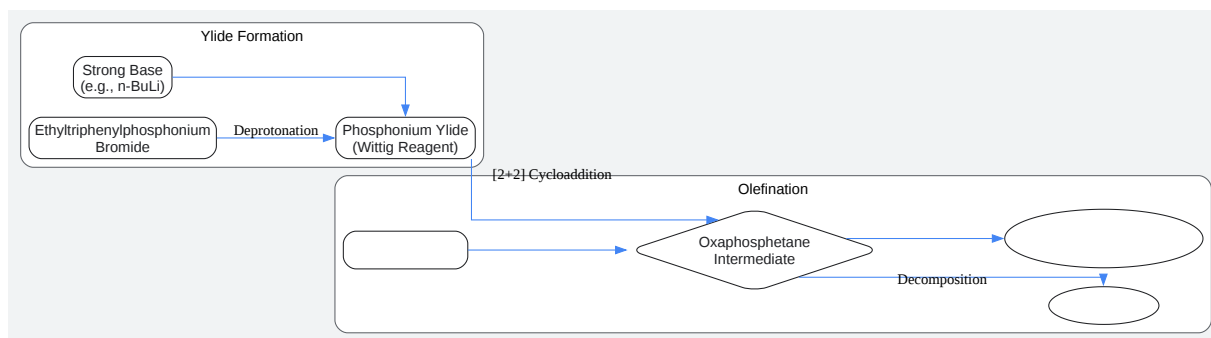 Ylide Formation
Strong Base
(e.g., n-BuLi)
Ethyltriphenylphosphonium
Bromide
Deprotonation
Phosphonium Ylide
(Wittig Reagent)
[2+2] Cycloaddition
Olefination
Oxaphosphetane
Intermediate
Decomposition